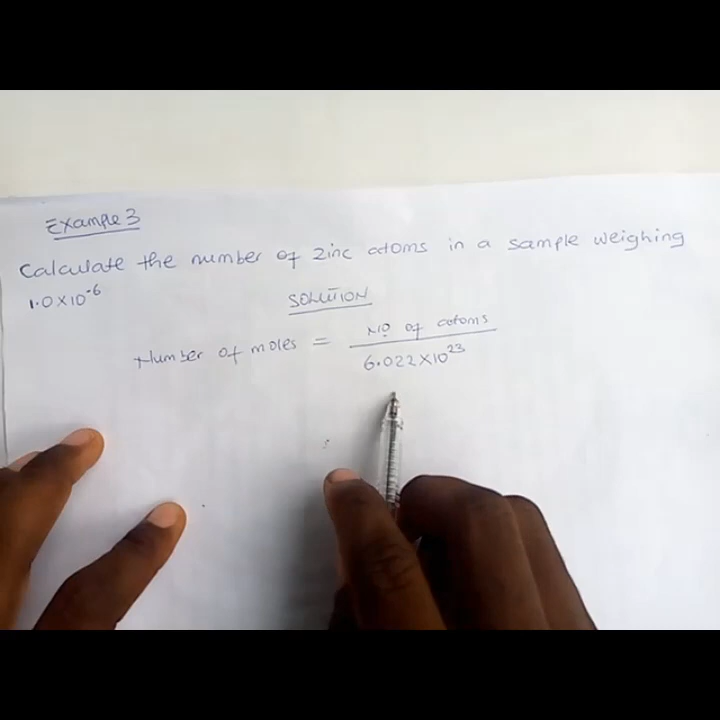 Example 3
Calculate the number of zinc atoms in a sample weighing
1.0 X 10⁻⁶
SOLUTION
Number of moles = No of atoms
6.022 X 10²³